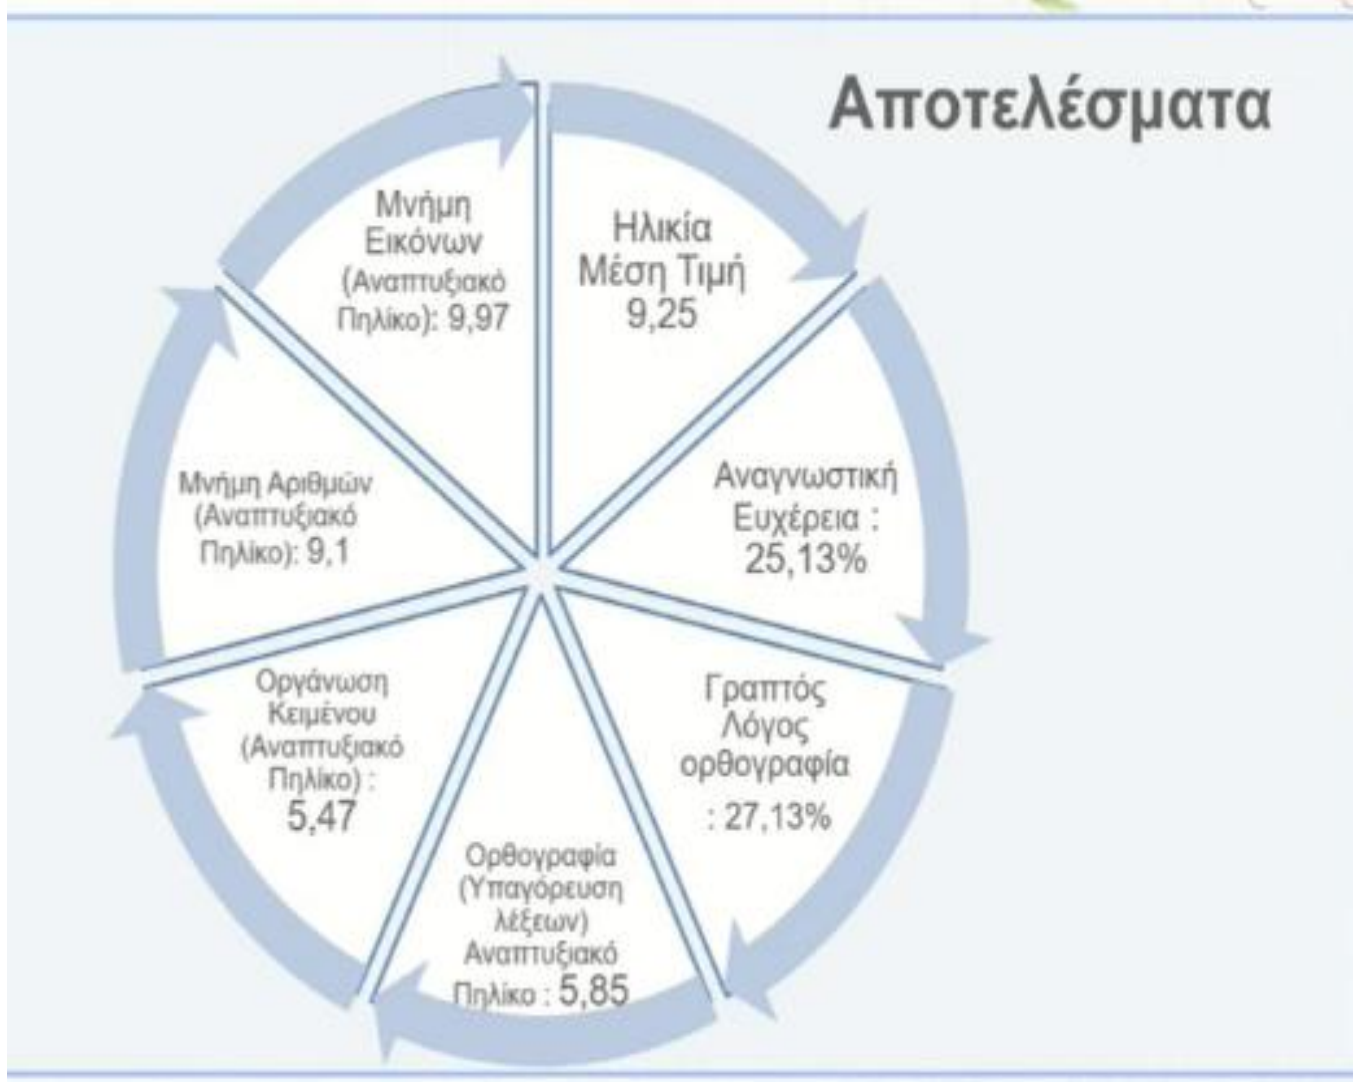 Αποτελέσματα
Ηλικία
Μέση Τιμή
9,25
Αναγνωστική
Ευχέρεια :
25,13%
Γραπτός
Λόγος
ορθογραφία
: 27,13%
Ορθογραφία
(Υπαγόρευση
λέξεων)
Αναπτυξιακό
Πηλίκο : 5,85
Οργάνωση
Κειμένου
(Αναπτυξιακό
Πηλίκο) :
5,47
Μνήμη Αριθμών
(Αναπτυξιακό
Πηλίκο): 9,1
Μνήμη
Εικόνων
(Αναπτυξιακό
Πηλίκο): 9,97